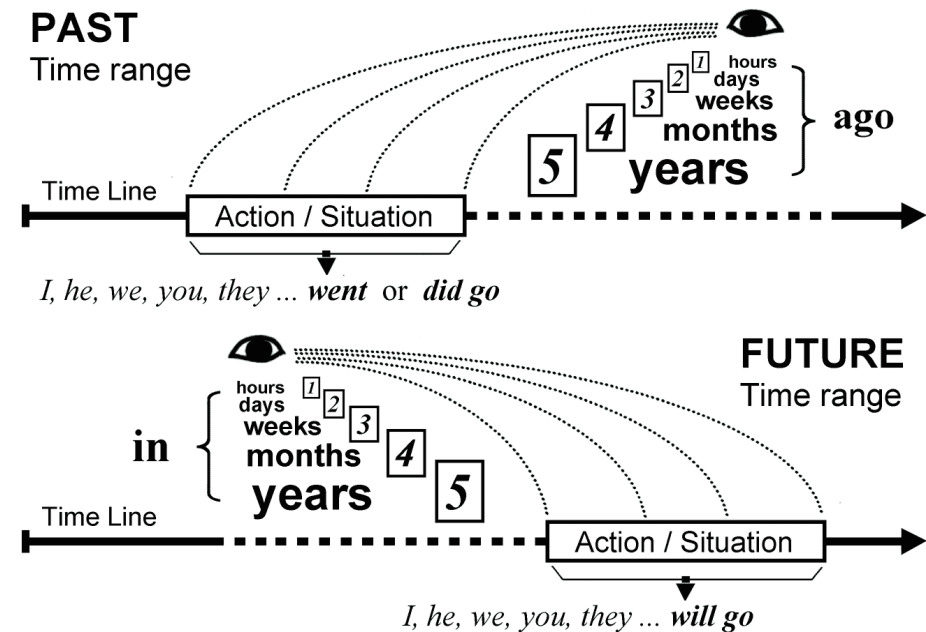 PAST
Time range
1 hours
2 days
3 weeks
4 months
5 years
ago
Time Line
Action / Situation
I, he, we, you, they ... went or did go
FUTURE
Time range
hours 1
days 2
weeks 3
months 4
years 5
in
Time Line
Action / Situation
I, he, we, you, they ... will go